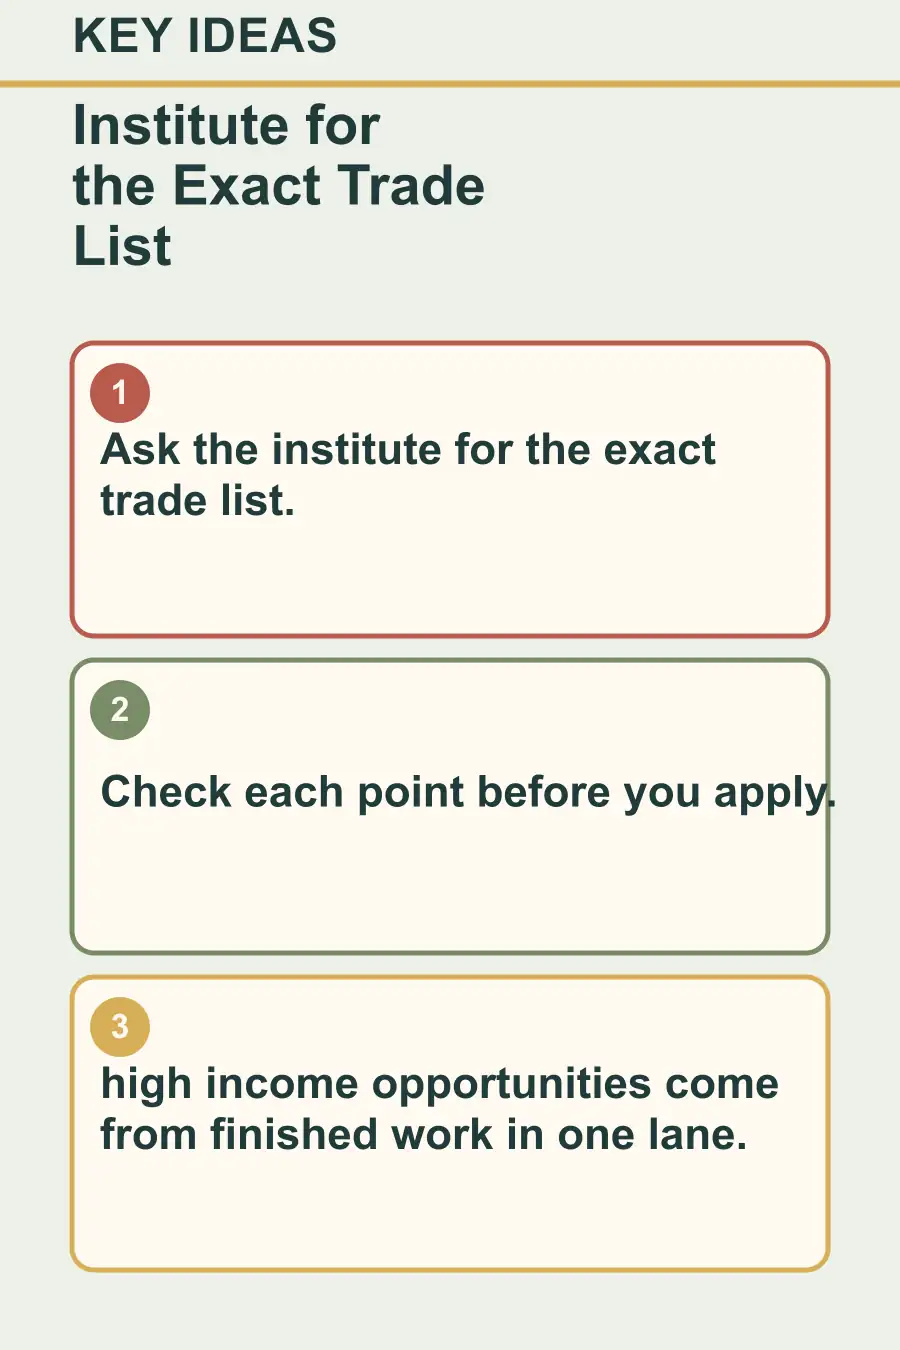 KEY IDEAS
Institute for
the Exact Trade
List
1
Ask the institute for the exact
trade list.
2
Check each point before you apply.
3
high income opportunities come
from finished work in one lane.